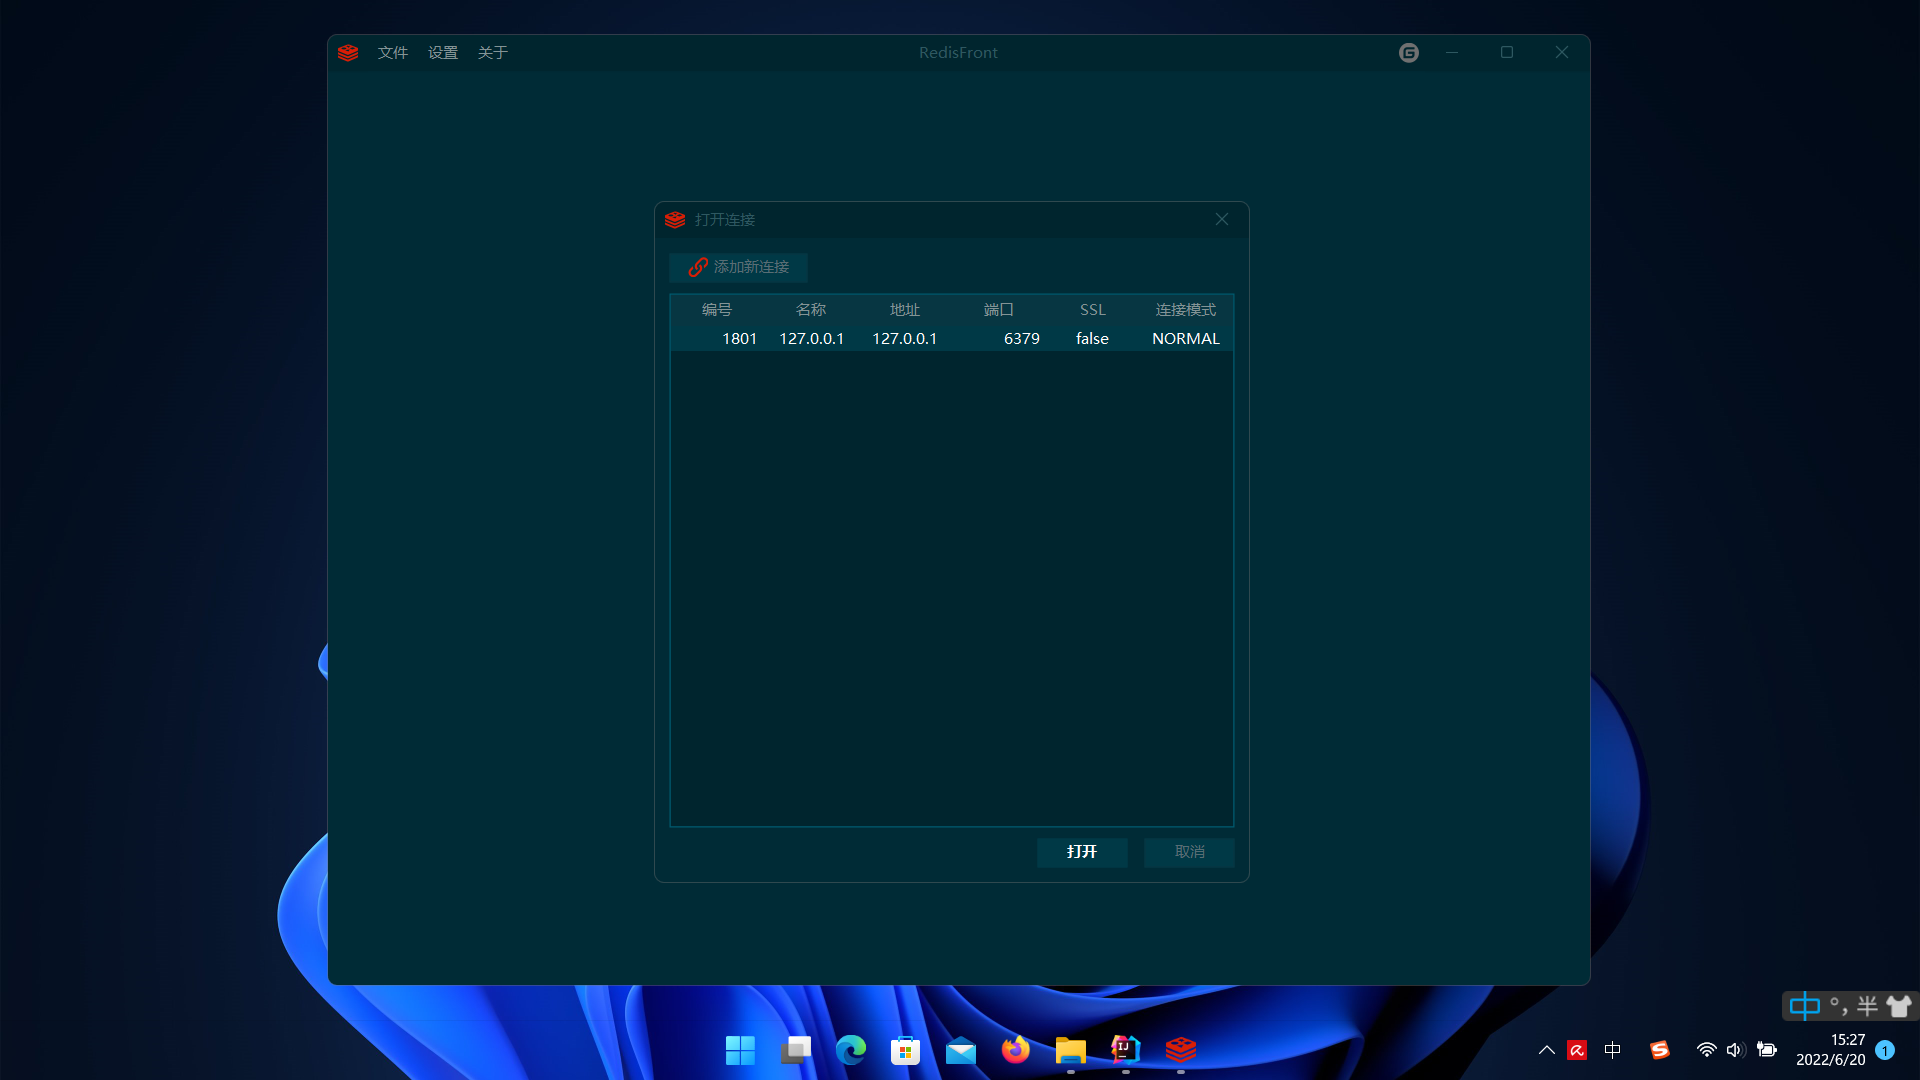 文件 设置 关于 RedisFront
打开连接
添加新连接
编号 名称 地址 端口 SSL 连接模式
1801 127.0.0.1 127.0.0.1 6379 false NORMAL
打开 取消
中 °, 半
IJ 中 S 15:27
2022/6/20 1